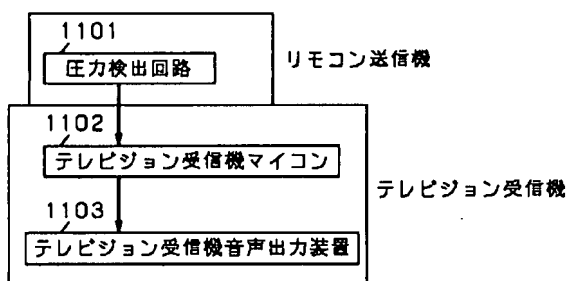 1101
圧力検出回路
リモコン送信機
1102
テレビジョン受信機マイコン
テレビジョン受信機
1103
テレビジョン受信機音声出力装置